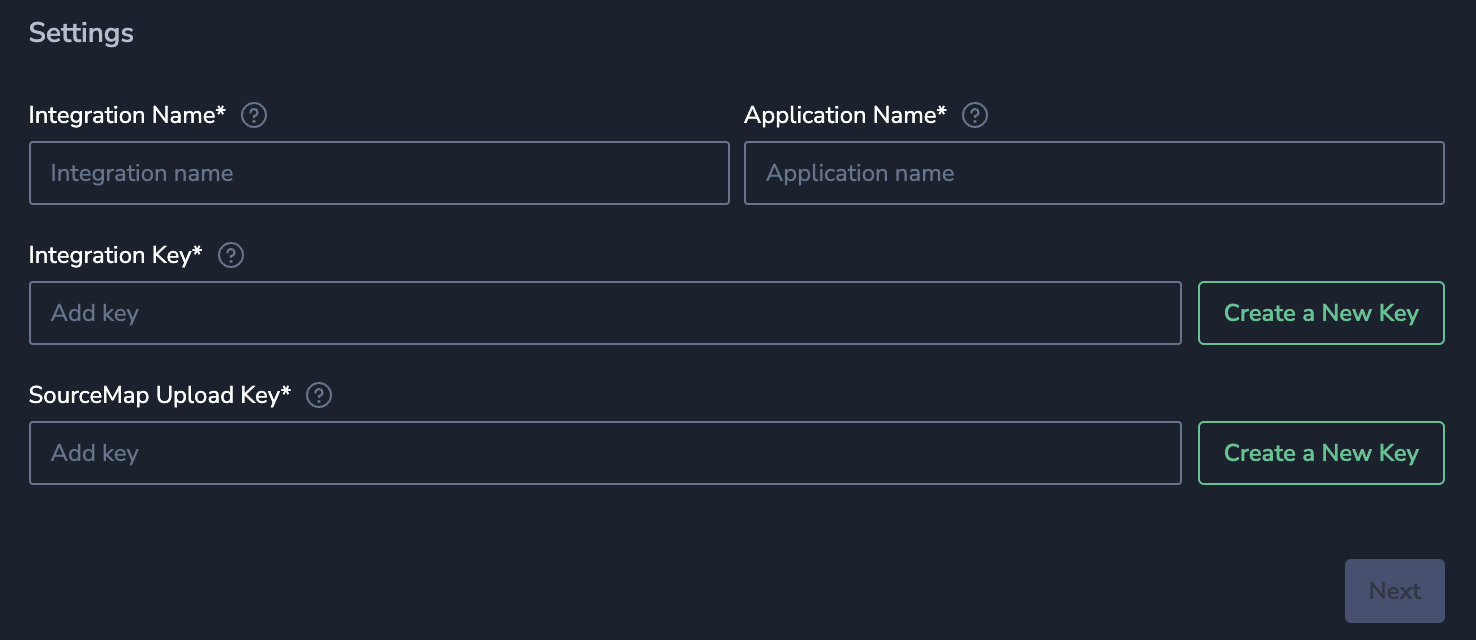 Settings
Integration Name* ?
Application Name* ?
Integration name
Application name
Integration Key* ?
Add key
Create a New Key
SourceMap Upload Key* ?
Add key
Create a New Key
Next